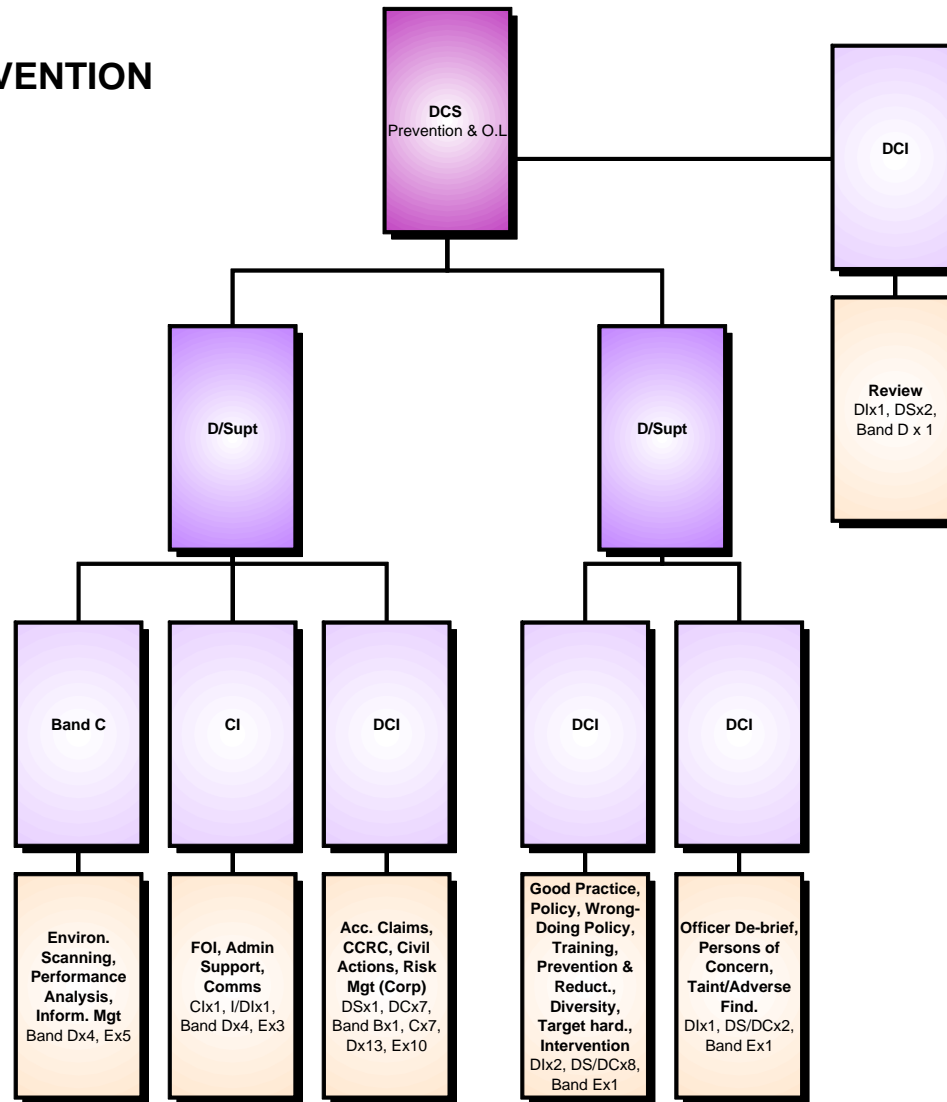 VENTION
DCS
Prevention & O.L
DCI
Review
DIx1, DSx2,
Band D x 1
D/Supt
D/Supt
Band C
CI
DCI
DCI
DCI
Environ.
Scanning,
Performance
Analysis,
Inform. Mgt
Band Dx4, Ex5
FOI, Admin
Support,
Comms
CIx1, I/DIx1,
Band Dx4, Ex3
Acc. Claims,
CCRC, Civil
Actions, Risk
Mgt (Corp)
DSx1, DCx7,
Band Bx1, Cx7,
Dx13, Ex10
Good Practice,
Policy, Wrong-
Doing Policy,
Training,
Prevention &
Reduct.,
Diversity,
Target hard.,
Intervention
DIx2, DS/DCx8,
Band Ex1
Officer De-brief,
Persons of
Concern,
Taint/Adverse
Find.
DIx1, DS/DCx2,
Band Ex1